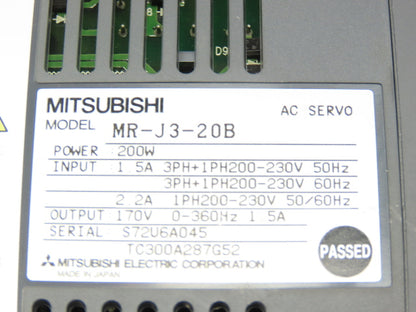 8
D9
MITSUBISHI AC SERVO
MODEL MR-J3-20B
POWER 200W
INPUT 1.5A 3PH+1PH200-230V 50Hz
3PH+1PH200-230V 60Hz
2.2A 1PH200-230V 50/60Hz
OUTPUT 170V 0-360Hz 1.5A
SERIAL S72U6A045
TC300A287G52
MITSUBISHI ELECTRIC CORPORATION
MADE IN JAPAN
PASSED